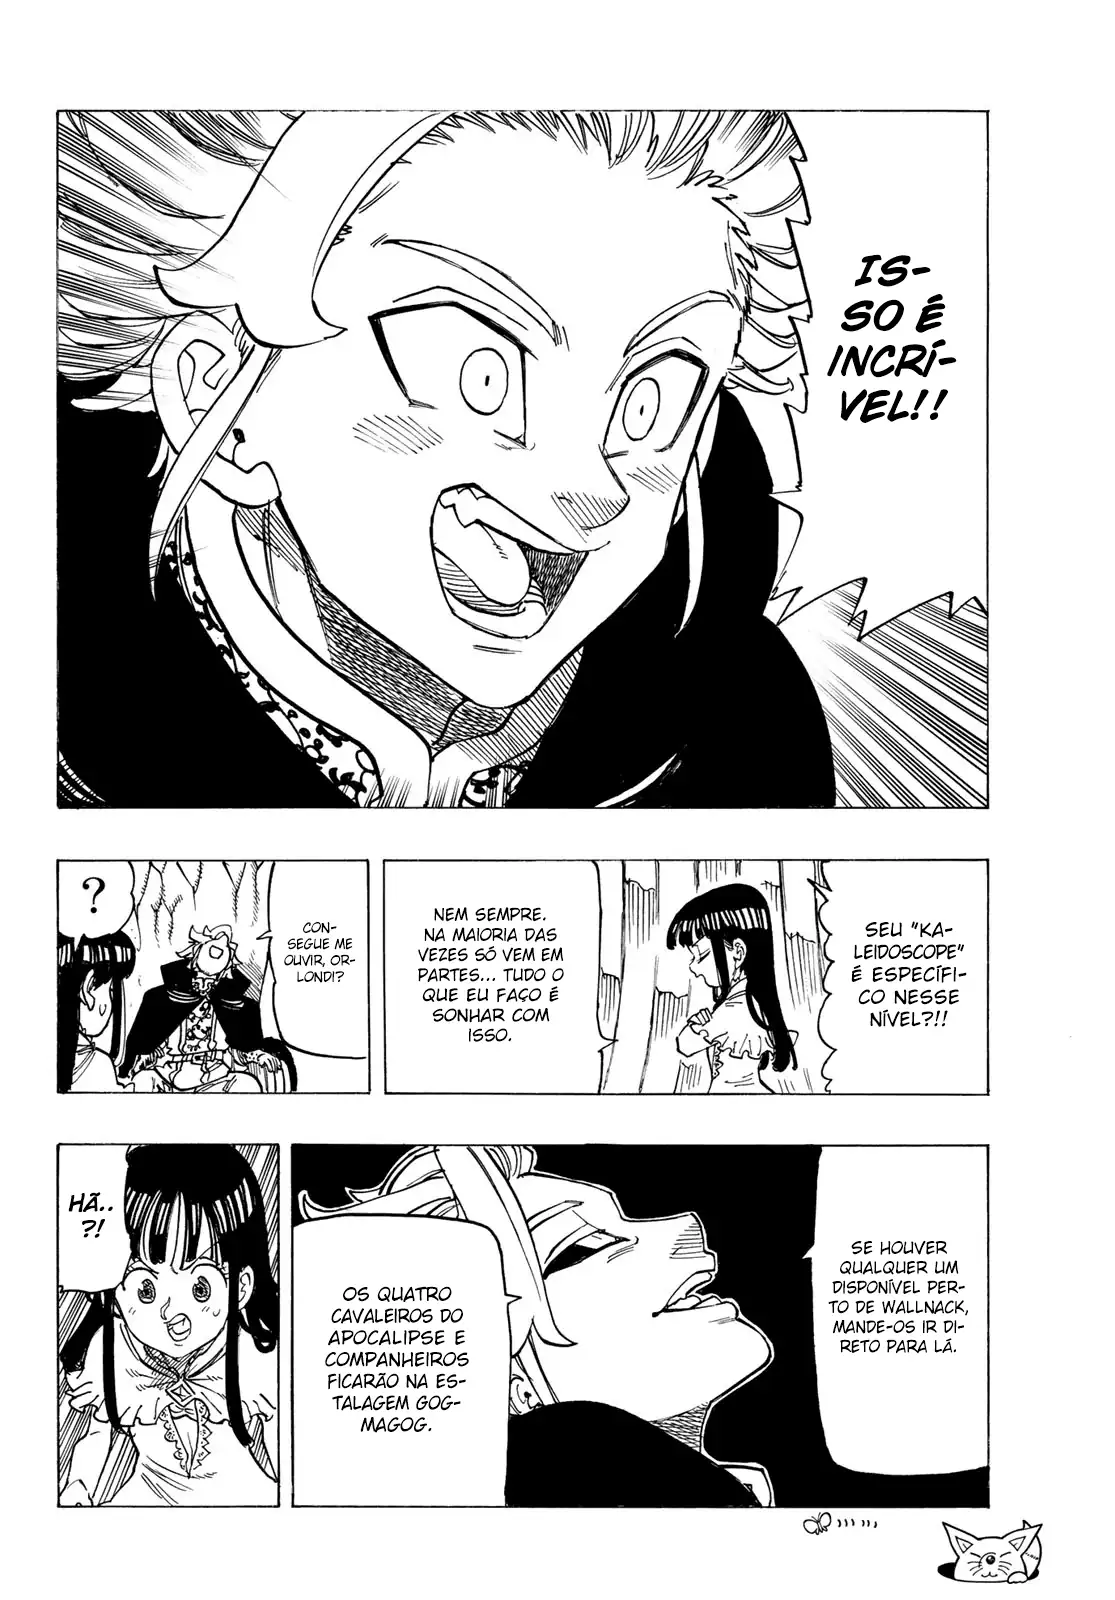 IS-
SO É
INCRÍ-
VEL!!
SEU "KA-
LEIDOSCOPE"
É ESPECÍFI-
CO NESSE
NÍVEL?!!
NEM SEMPRE.
NA MAIORIA DAS
VEZES SÓ VEM EM
PARTES... TUDO O
QUE EU FAÇO É
SONHAR COM
ISSO.
CON-
SEGUE ME
OUVIR, OR-
LONDI?
?
SE HOUVER
QUALQUER UM
DISPONÍVEL PER-
TO DE WALLNACK,
MANDE-OS IR DI-
RETO PARA LÁ.
OS QUATRO
CAVALEIROS DO
APOCALIPSE E
COMPANHEIROS
FICARÃO NA ES-
TALAGEM GOG-
MAGOG.
HÃ..
?!